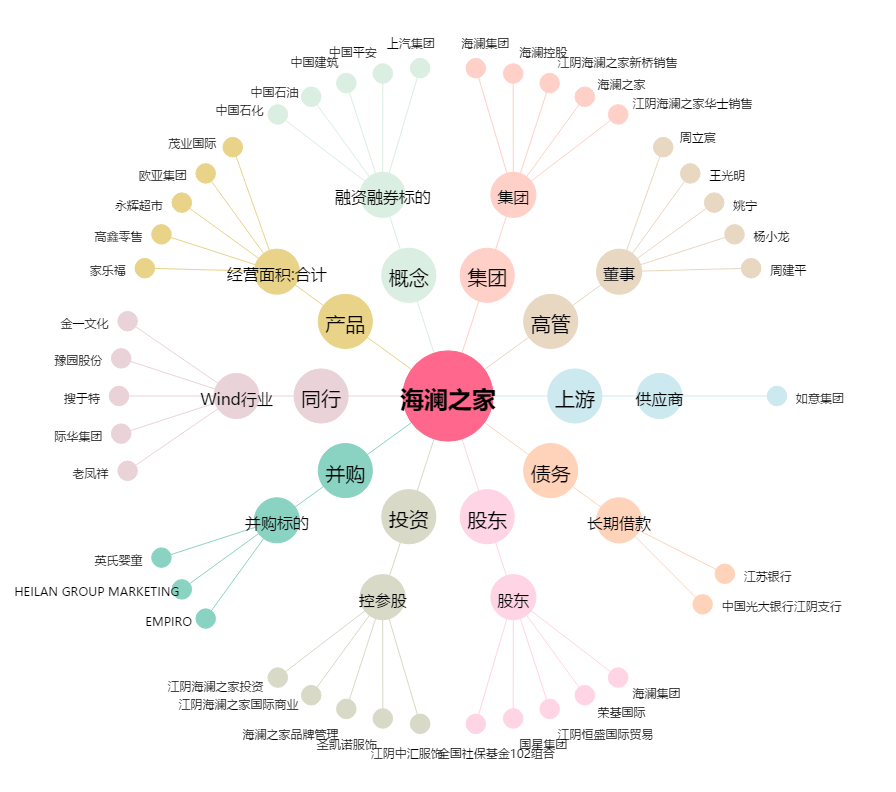 海澜集团
上汽集团
海澜控股
中国平安
中国建筑
江阴海澜之家新桥销售
海澜之家
中国石油
江阴海澜之家华士销售
中国石化
周立宸
茂业国际
王光明
欧亚集团
融资融券标的
集团
姚宁
永辉超市
杨小龙
高鑫零售
家乐福
经营面积:合计
董事
周建平
概念
集团
金一文化
产品
高管
豫园股份
搜于特
Wind行业
同行
海澜之家
上游
供应商
如意集团
际华集团
老凤祥
并购
债务
并购标的
投资
股东
长期借款
英氏婴童
江苏银行
HEILAN GROUP MARKETING
控参股
股东
中国光大银行江阴支行
EMPIRO
江阴海澜之家投资
海澜集团
江阴海澜之家国际商业
荣基国际
海澜之家品牌管理
江阴恒盛国际贸易
圣凯诺服饰
国星集团
江阴中汇服饰
全国社保基金102组合